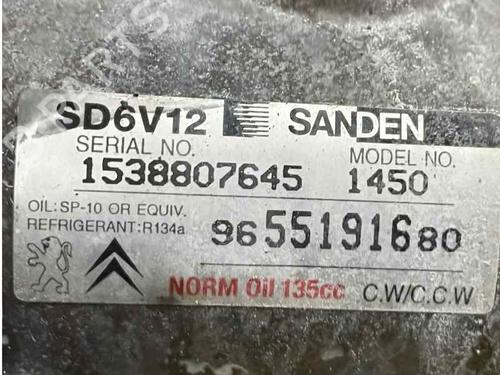 SD6V12 SANDEN
SERIAL NO. MODEL NO.
1538807645 1450
OIL:SP-10 OR EQUIV.
REFRIGERANT:R134a
9655191680
NORM Oil 135cc C.W/C.C.W